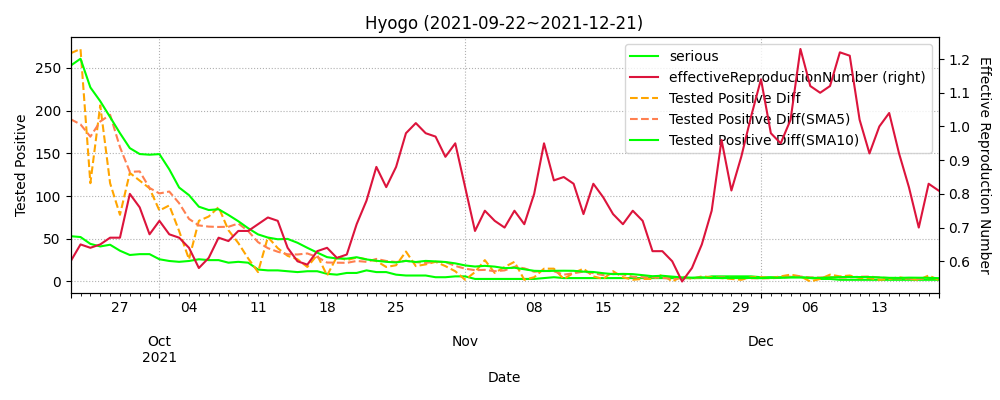 Hyogo (2021-09-22~2021-12-21)
serious
effectiveReproductionNumber (right)
Tested Positive Diff
Tested Positive Diff(SMA5)
Tested Positive Diff(SMA10)
250
200
150
100
50
0
Tested Positive
1.2
1.1
1.0
0.9
0.8
0.7
0.6
Effective Reproduction Number
27 04 11 18 25 08 15 22 29 06 13
Oct Nov Dec
2021
Date